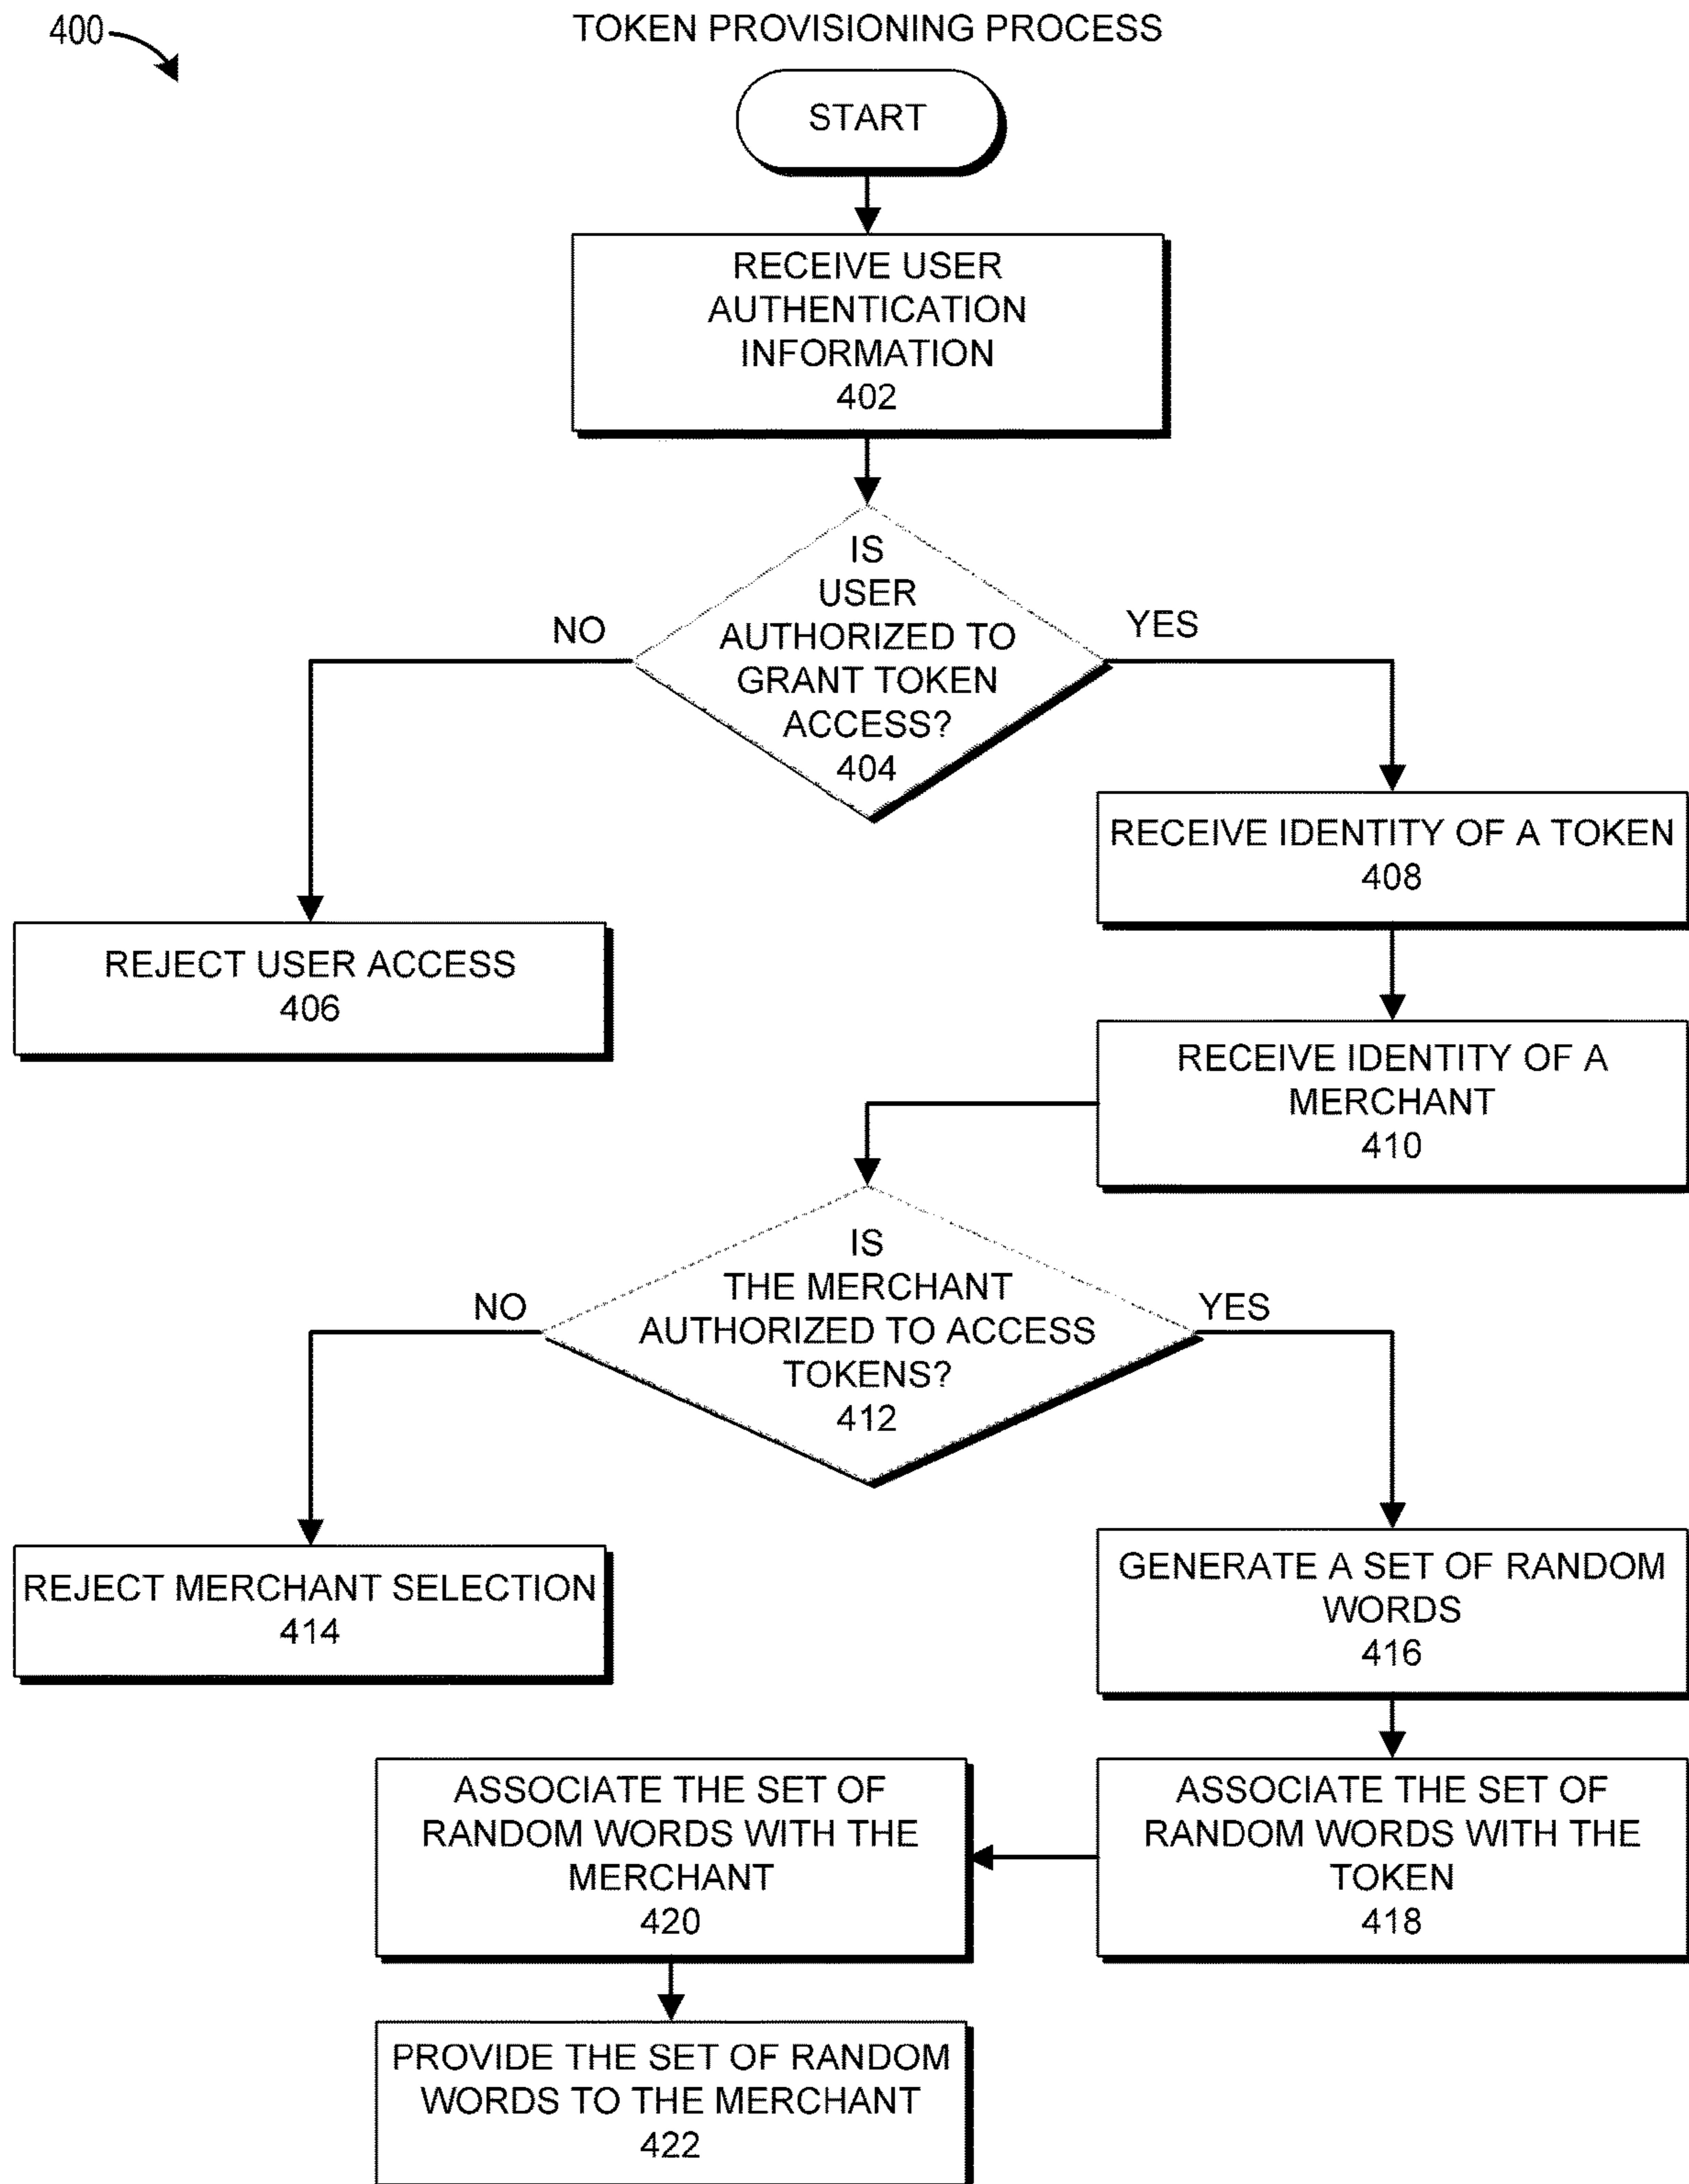 400
TOKEN PROVISIONING PROCESS
START
RECEIVE USER
AUTHENTICATION
INFORMATION
402
IS
USER
AUTHORIZED TO
GRANT TOKEN
ACCESS?
404
NO
YES
RECEIVE IDENTITY OF A TOKEN
408
REJECT USER ACCESS
406
RECEIVE IDENTITY OF A
MERCHANT
410
IS
THE MERCHANT
AUTHORIZED TO ACCESS
TOKENS?
412
NO
YES
REJECT MERCHANT SELECTION
414
GENERATE A SET OF RANDOM
WORDS
416
ASSOCIATE THE SET OF
RANDOM WORDS WITH THE
TOKEN
418
ASSOCIATE THE SET OF
RANDOM WORDS WITH THE
MERCHANT
420
PROVIDE THE SET OF RANDOM
WORDS TO THE MERCHANT
422